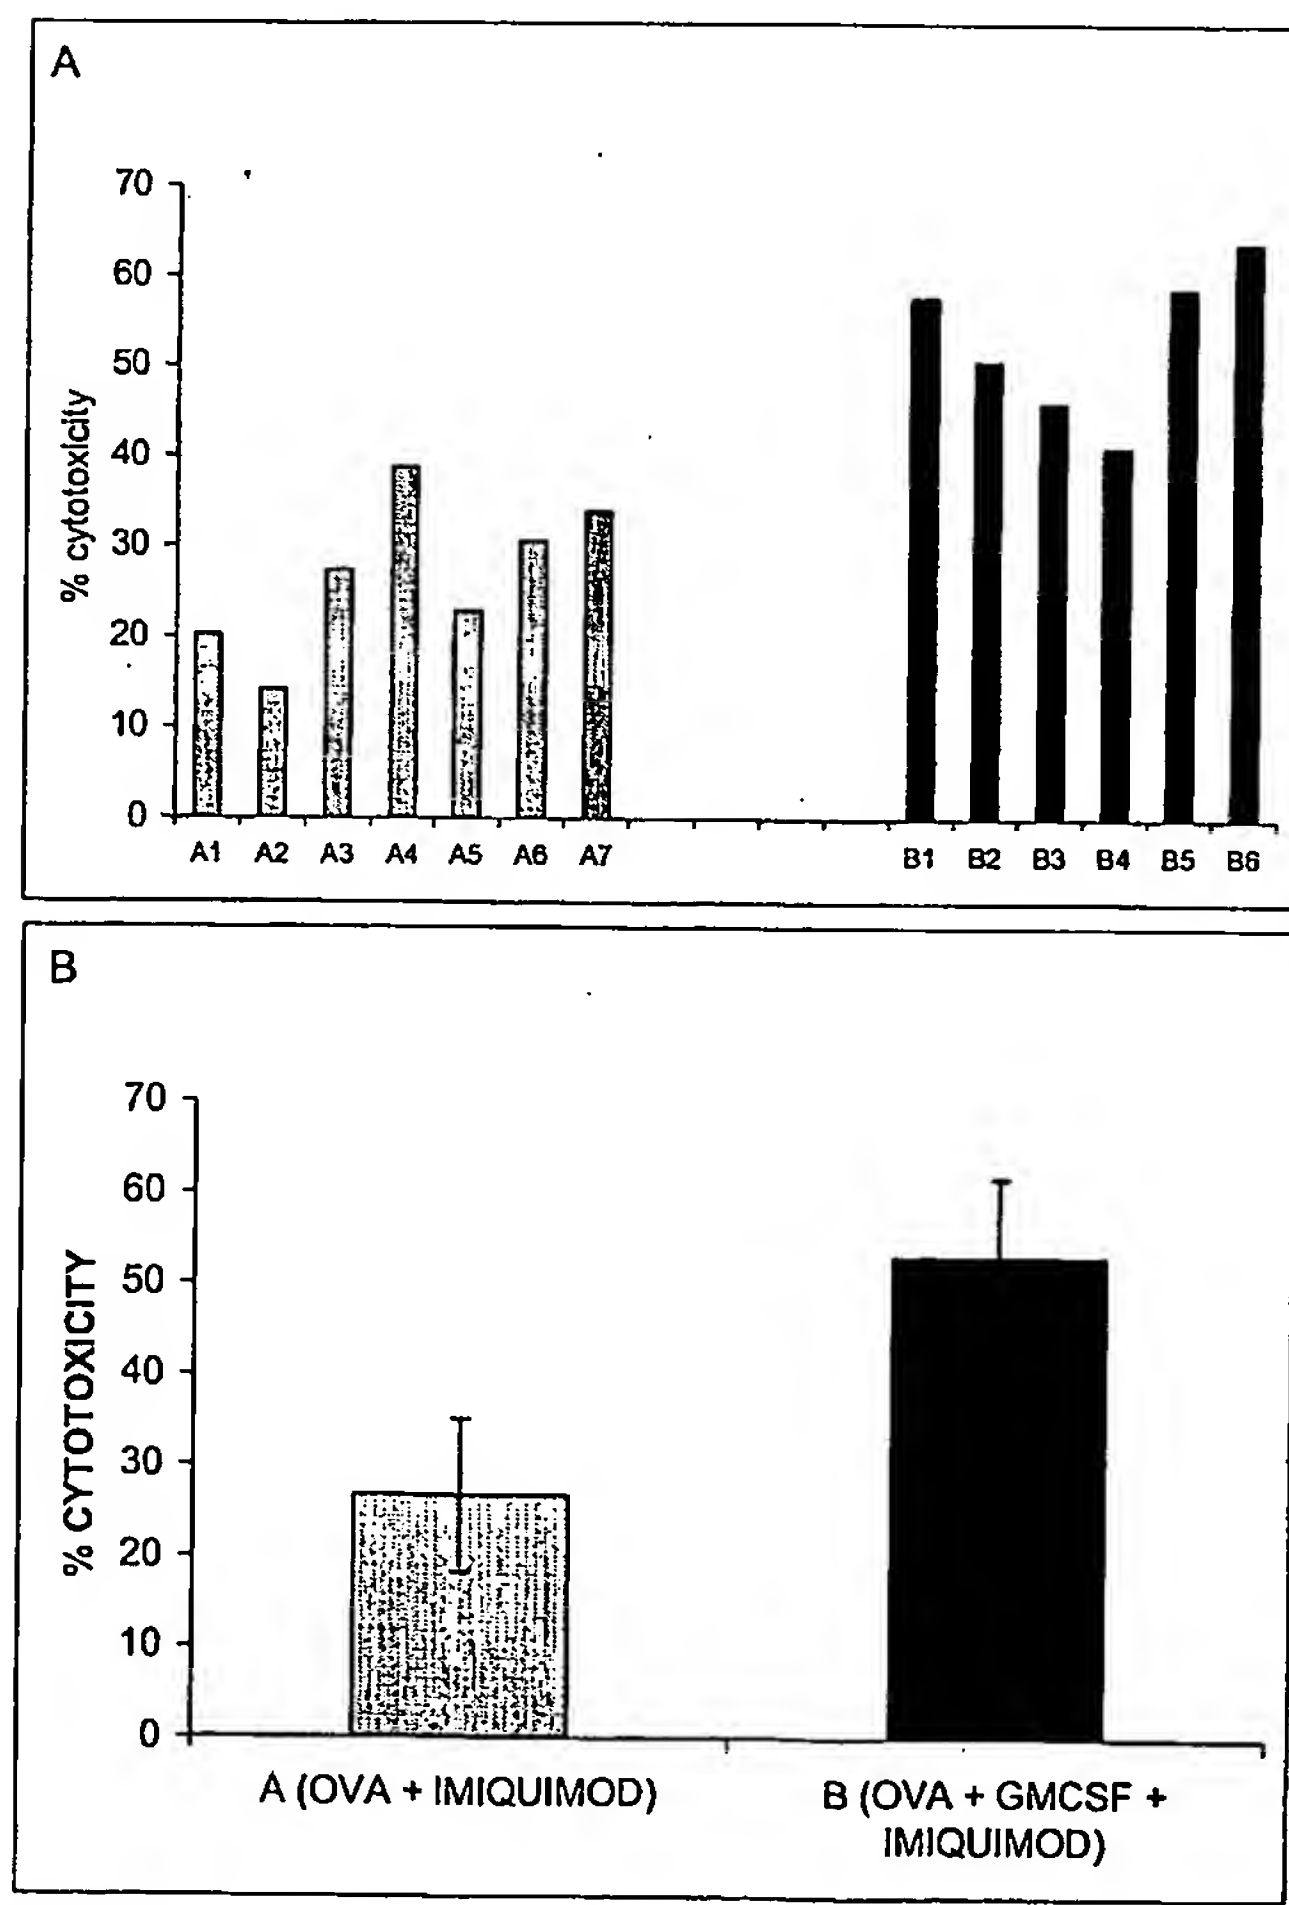 A
70
60
50
40
30
20
10
0
% cytotoxicity
A1 A2 A3 A4 A5 A6 A7 B1 B2 B3 B4 B5 B6
B
70
60
50
40
30
20
10
0
% CYTOTOXICITY
A (OVA + IMIQUIMOD)
B (OVA + GMCSF +
IMIQUIMOD)